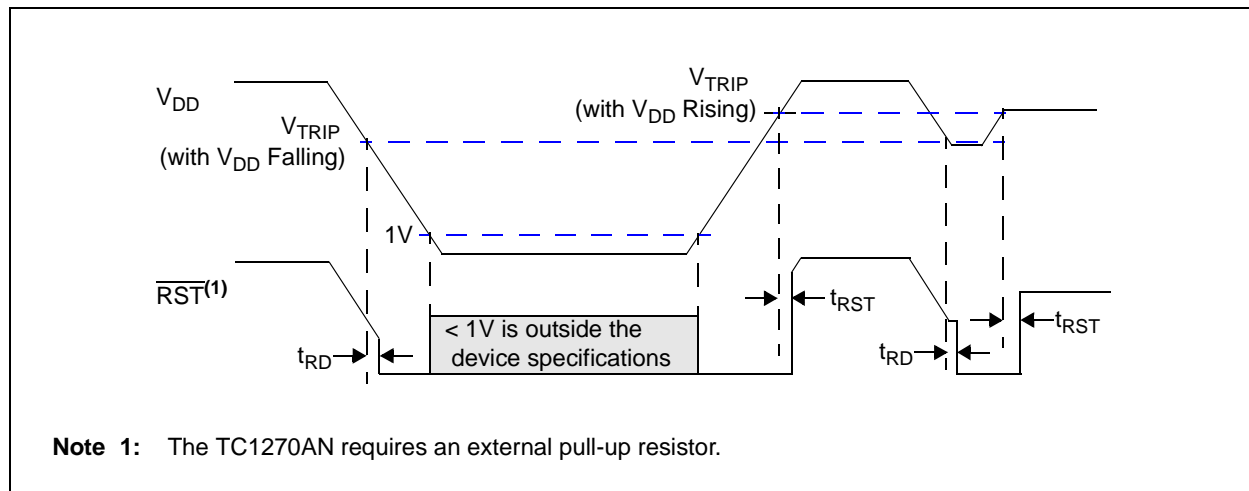 V_DD
V_TRIP
(with V_DD Falling)
V_TRIP
(with V_DD Rising)
1V
RST(1)
< 1V is outside the
device specifications
t_RD
t_RST
t_RD
t_RST
Note 1: The TC1270AN requires an external pull-up resistor.